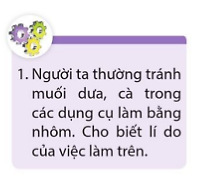 1. Người ta thường tránh
muối dưa, cà trong
các dụng cụ làm bằng
nhôm. Cho biết lí do
của việc làm trên.